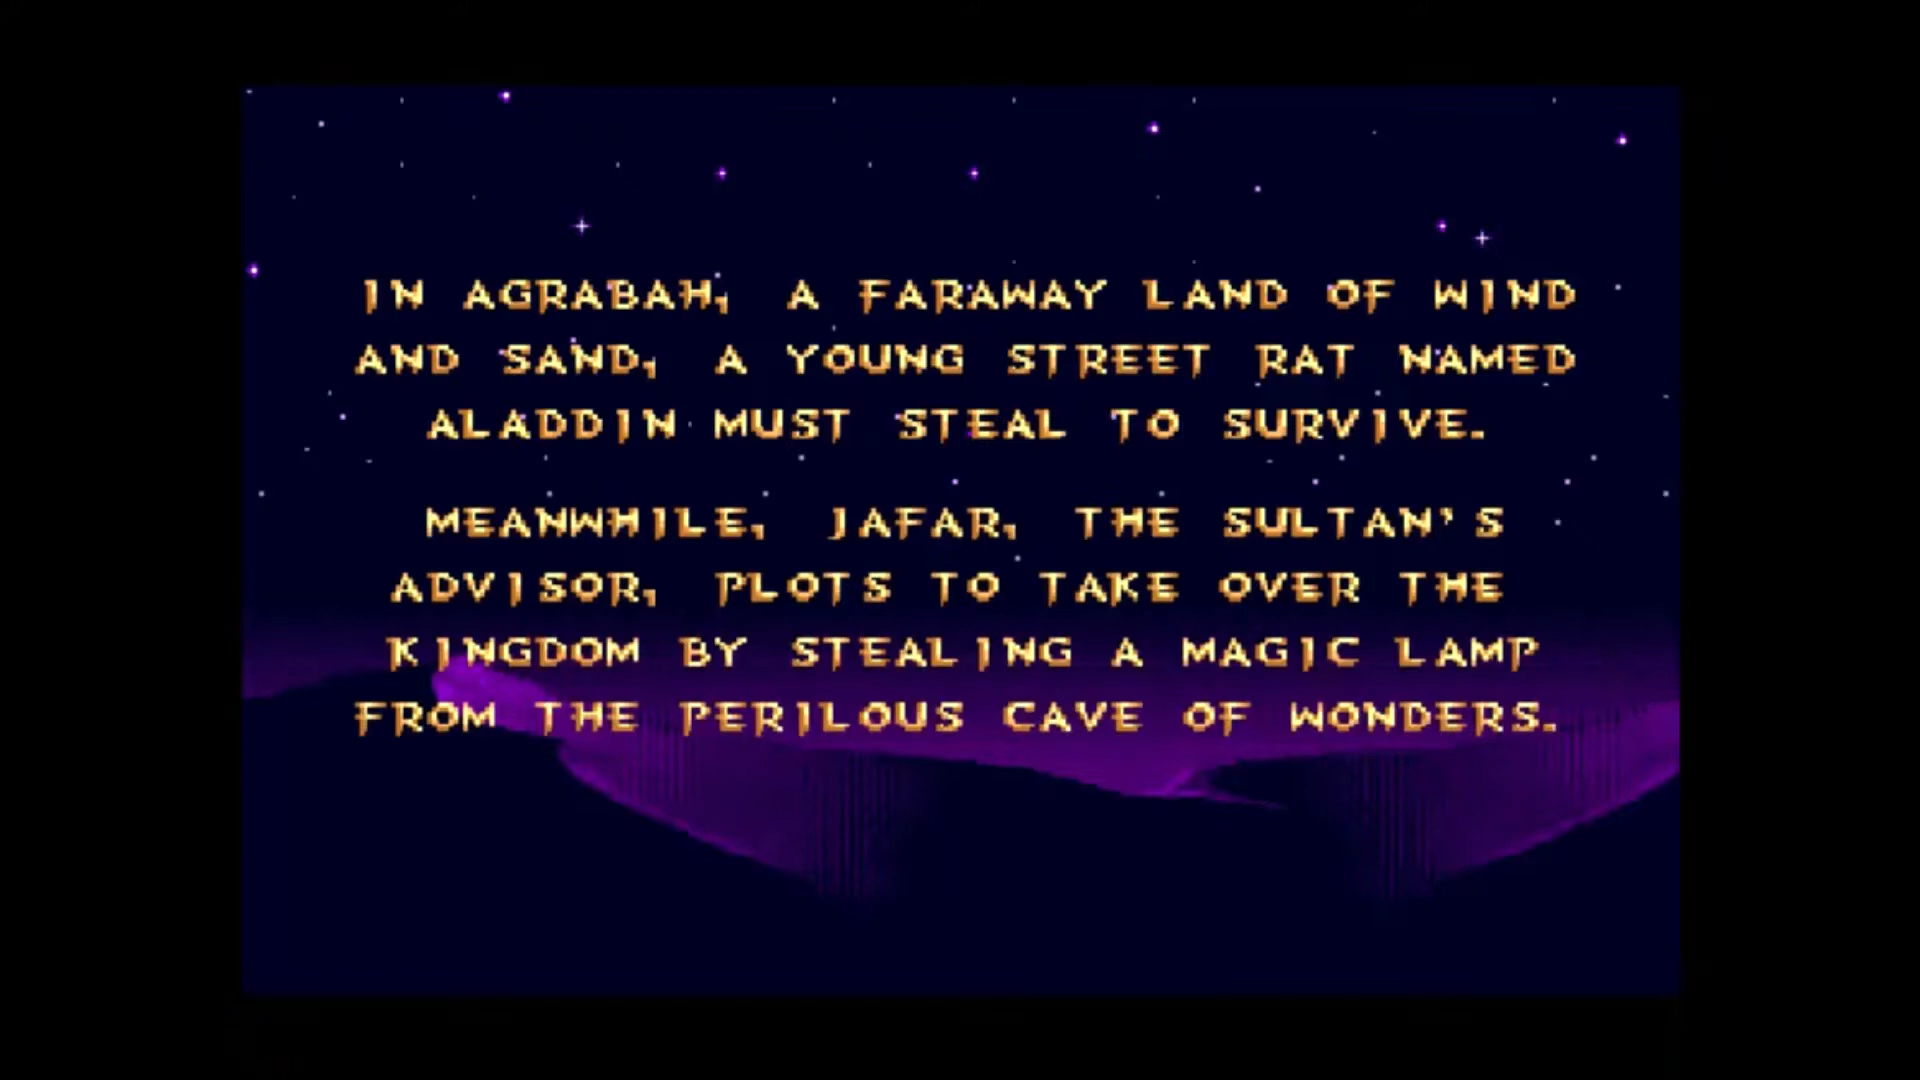 IN AGRABAH, A FARAWAY LAND OF WIND
AND SAND, A YOUNG STREET RAT NAMED
ALADDIN MUST STEAL TO SURVIVE.
MEANWHILE, JAFAR, THE SULTAN'S
ADVISOR, PLOTS TO TAKE OVER THE
KINGDOM BY STEALING A MAGIC LAMP
FROM THE PERILOUS CAVE OF WONDERS.